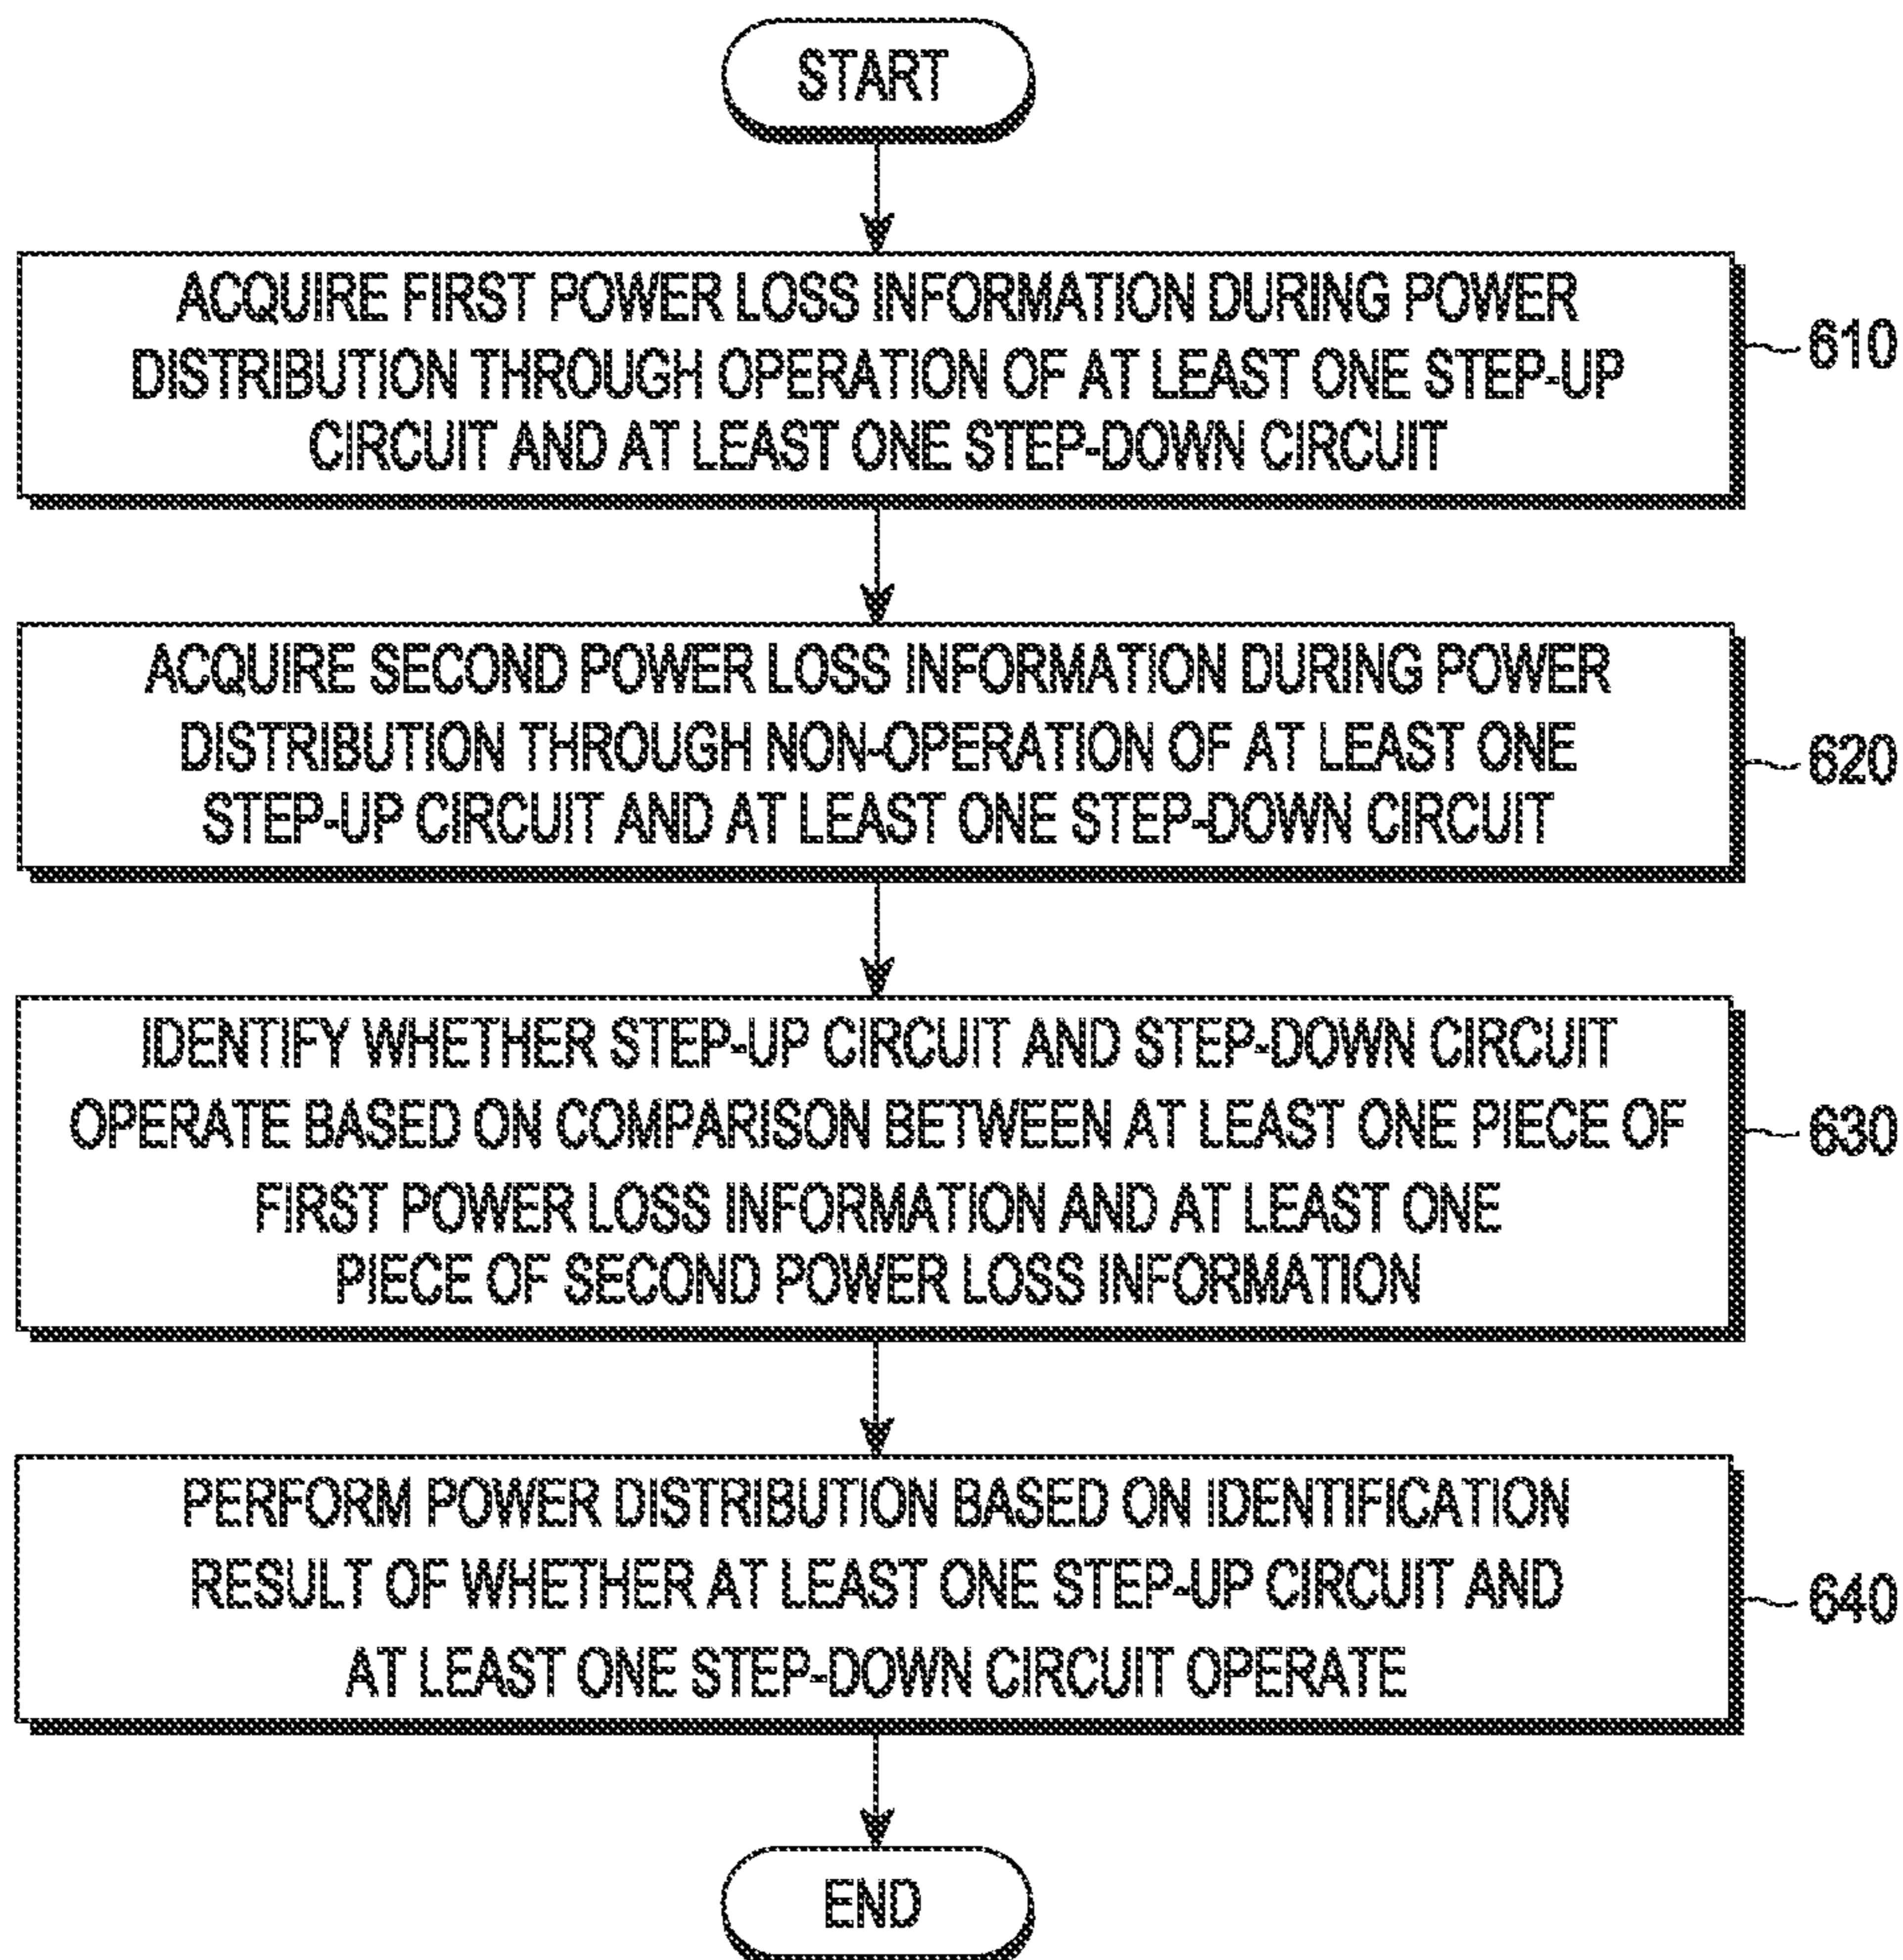 START
ACQUIRE FIRST POWER LOSS INFORMATION DURING POWER
DISTRIBUTION THROUGH OPERATION OF AT LEAST ONE STEP-UP
CIRCUIT AND AT LEAST ONE STEP-DOWN CIRCUIT
610
ACQUIRE SECOND POWER LOSS INFORMATION DURING POWER
DISTRIBUTION THROUGH NON-OPERATION OF AT LEAST ONE
STEP-UP CIRCUIT AND AT LEAST ONE STEP-DOWN CIRCUIT
620
IDENTIFY WHETHER STEP-UP CIRCUIT AND STEP-DOWN CIRCUIT
OPERATE BASED ON COMPARISON BETWEEN AT LEAST ONE PIECE OF
FIRST POWER LOSS INFORMATION AND AT LEAST ONE
PIECE OF SECOND POWER LOSS INFORMATION
630
PERFORM POWER DISTRIBUTION BASED ON IDENTIFICATION
RESULT OF WHETHER AT LEAST ONE STEP-UP CIRCUIT AND
AT LEAST ONE STEP-DOWN CIRCUIT OPERATE
640
END